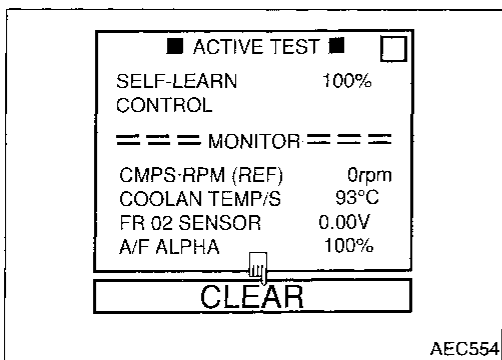 ■ ACTIVE TEST ■
SELF-LEARN 100%
CONTROL
=== MONITOR ===
CMPS·RPM (REF) 0rpm
COOLAN TEMP/S 93°C
FR 02 SENSOR 0.00V
A/F ALPHA 100%
CLEAR
AEC554